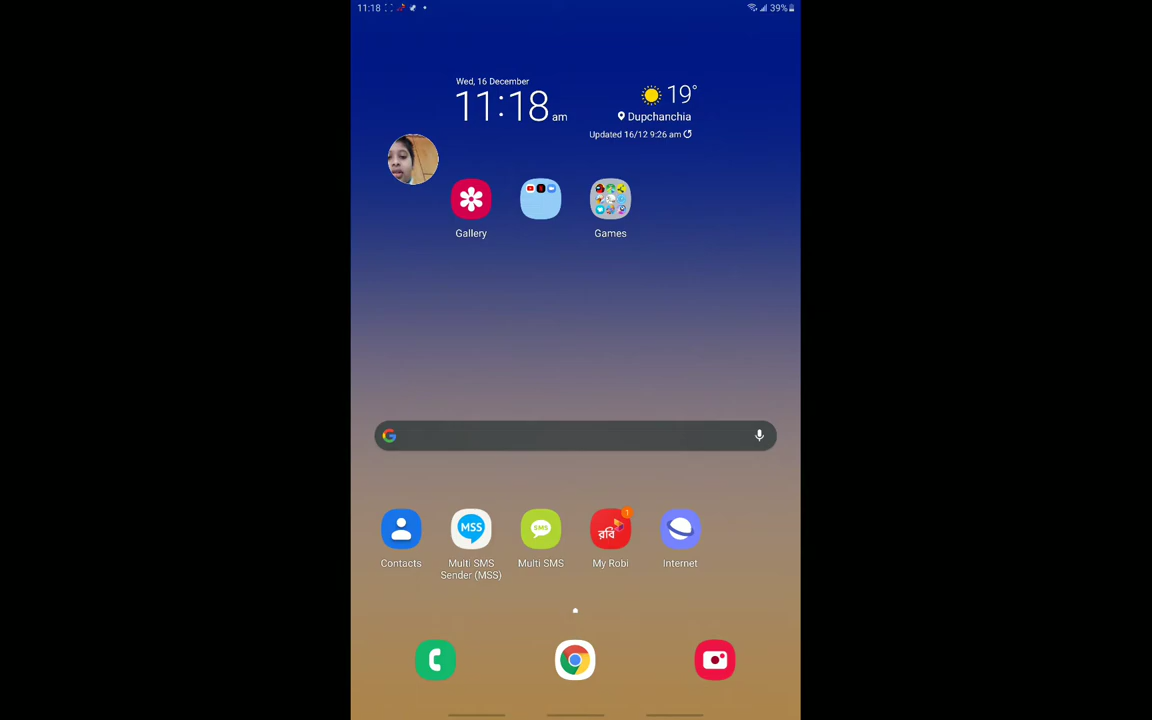 11:18
39%
Wed, 16 December
11:18 am
19°
Dupchanchia
Updated 16/12 9:26 am
Gallery
Games
MSS
SMS
রবি
1
Contacts
Multi SMS
Sender (MSS)
Multi SMS
My Robi
Internet